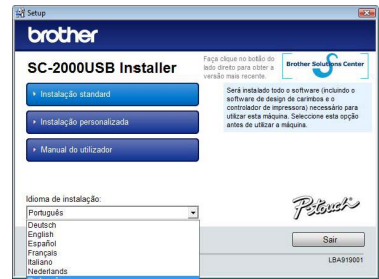 Setup
brother
SC-2000USB Installer
Faça clique no botão do
lado direito para obter a
versão mais recente.
Brother Solutions Center
Instalação standard
Instalação personalizada
Manual do utilizador
Será instalado todo
o software (incluindo o
software de design
de carimbos e o
controlador de
impressora) necessário para
utilizar esta máquina.
Seleccione esta opção
antes de utilizar a
máquina.
Idioma de instalação:
Português
Deutsch
English
Español
Français
Italiano
Nederlands
P-touch
Sair
LBA919001